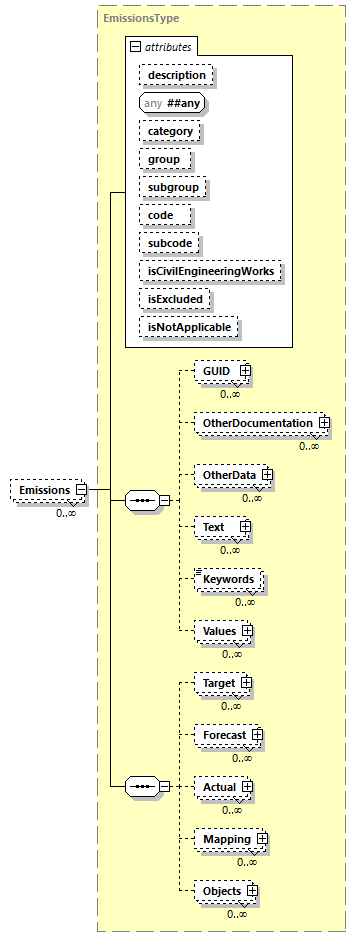 EmissionsType
attributes
description
any ##any
category
group
subgroup
code
subcode
isCivilEngineeringWorks
isExcluded
isNotApplicable
GUID
0..∞
OtherDocumentation
0..∞
OtherData
0..∞
Emissions
0..∞
Text
0..∞
Keywords
0..∞
Values
0..∞
Target
0..∞
Forecast
0..∞
Actual
0..∞
Mapping
0..∞
Objects
0..∞